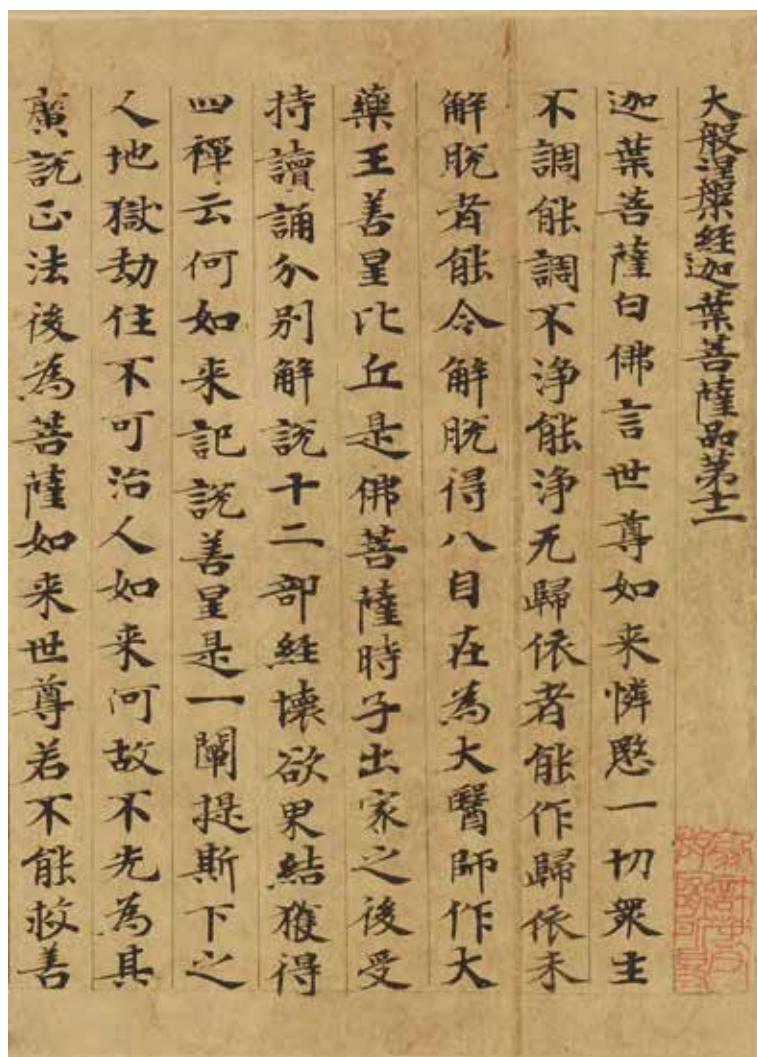 大般涅槃經迦葉菩薩品第十二
迦葉菩薩白佛言世尊如来憐愍一切衆生
不調能調不浄能浄无歸依者能作歸依未
解脱者能令解脱得八自在為大醫師作大
藥王善星比丘是佛菩薩時子出家之後受
持讀誦分別解說十二部經壊欲界結獲得
四禪云何如来記說善星是一闡提斯下之
人地獄劫住不可治人如来何故不先為其
廣說正法後為菩薩如来世尊若不能救善